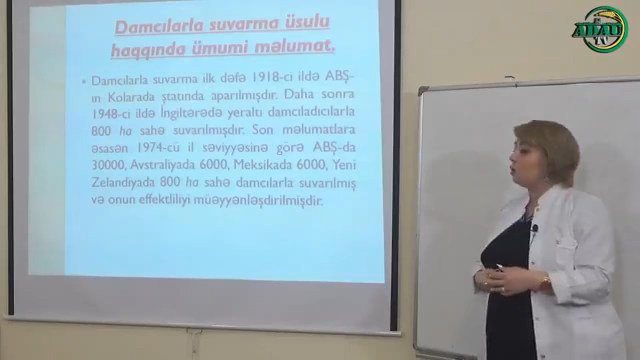 Damcılarla suvarma üsulu
haqqında ümumi məlumat.
• Damcılarla suvarma ilk dəfə 1918-ci ildə ABŞ-
ın Kolarada ştatında aparılmışdır. Daha sonra
1948-ci ildə İngiltərədə yeraltı damcıladıcılarla
800 ha sahə suvarılmışdır. Son məlumatlara
əsasən 1974-cü il səviyyəsinə görə ABŞ-da
30000, Avstraliyada 6000, Meksikada 6000, Yeni
Zelandiyada 800 ha sahə damcılarla suvarılmış
və onun effektliliyi müəyyənləşdirilmişdir.
ADAU
TV